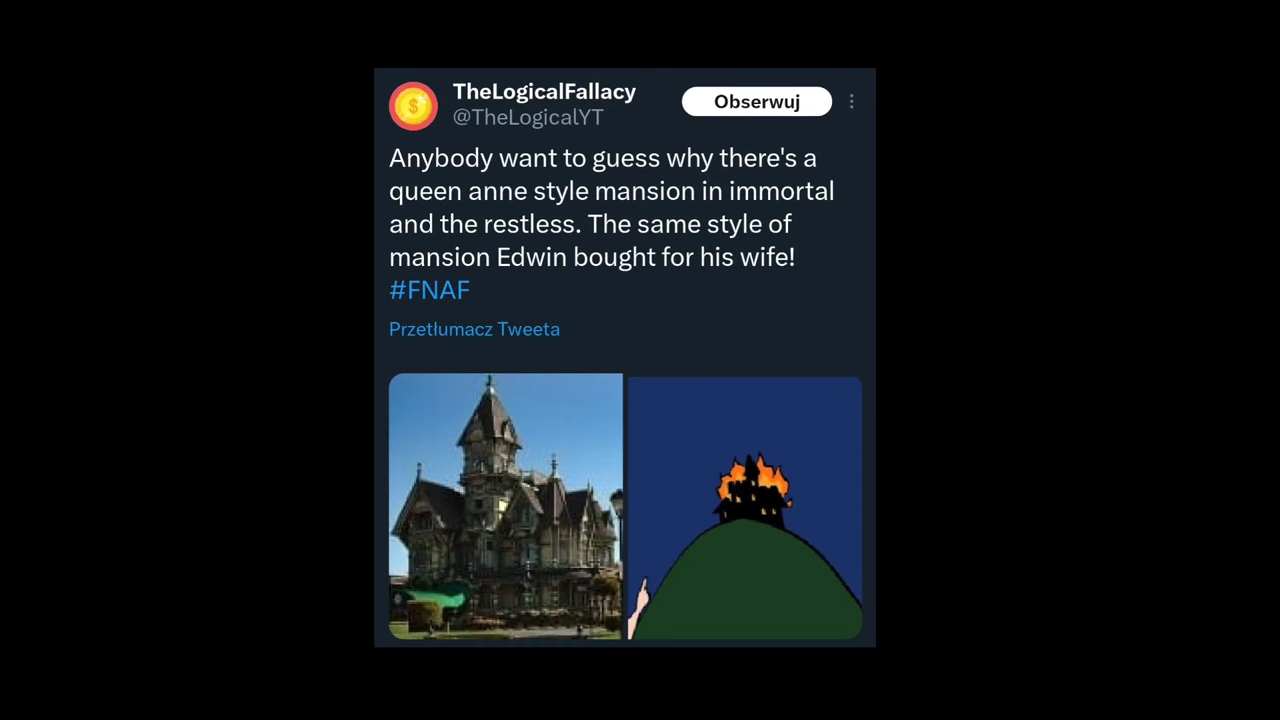 TheLogicalFallacy
@TheLogicalYT
Obserwuj
Anybody want to guess why there's a
queen anne style mansion in immortal
and the restless. The same style of
mansion Edwin bought for his wife!
#FNAF
Przetłumacz Tweeta
$